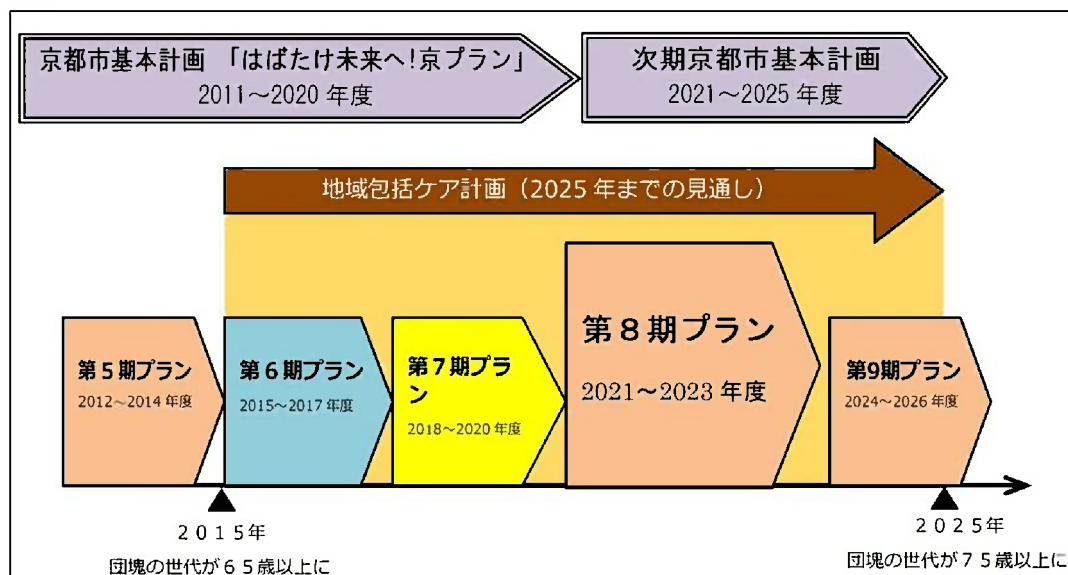 京都市基本計画 「はばたけ未来へ!京プラン」
2011～2020 年度
次期京都市基本計画
2021～2025 年度
地域包括ケア計画（2025 年までの見通し）
第５期プラン
2012～2014 年度
第６期プラン
2015～2017 年度
第７期プラ
ン
2018～2020 年度
第８期プラン
2021～2023 年度
第9期プラン
2024～2026 年度
２０１５年
団塊の世代が６５歳以上に
２０２５年
団塊の世代が７５歳以上に